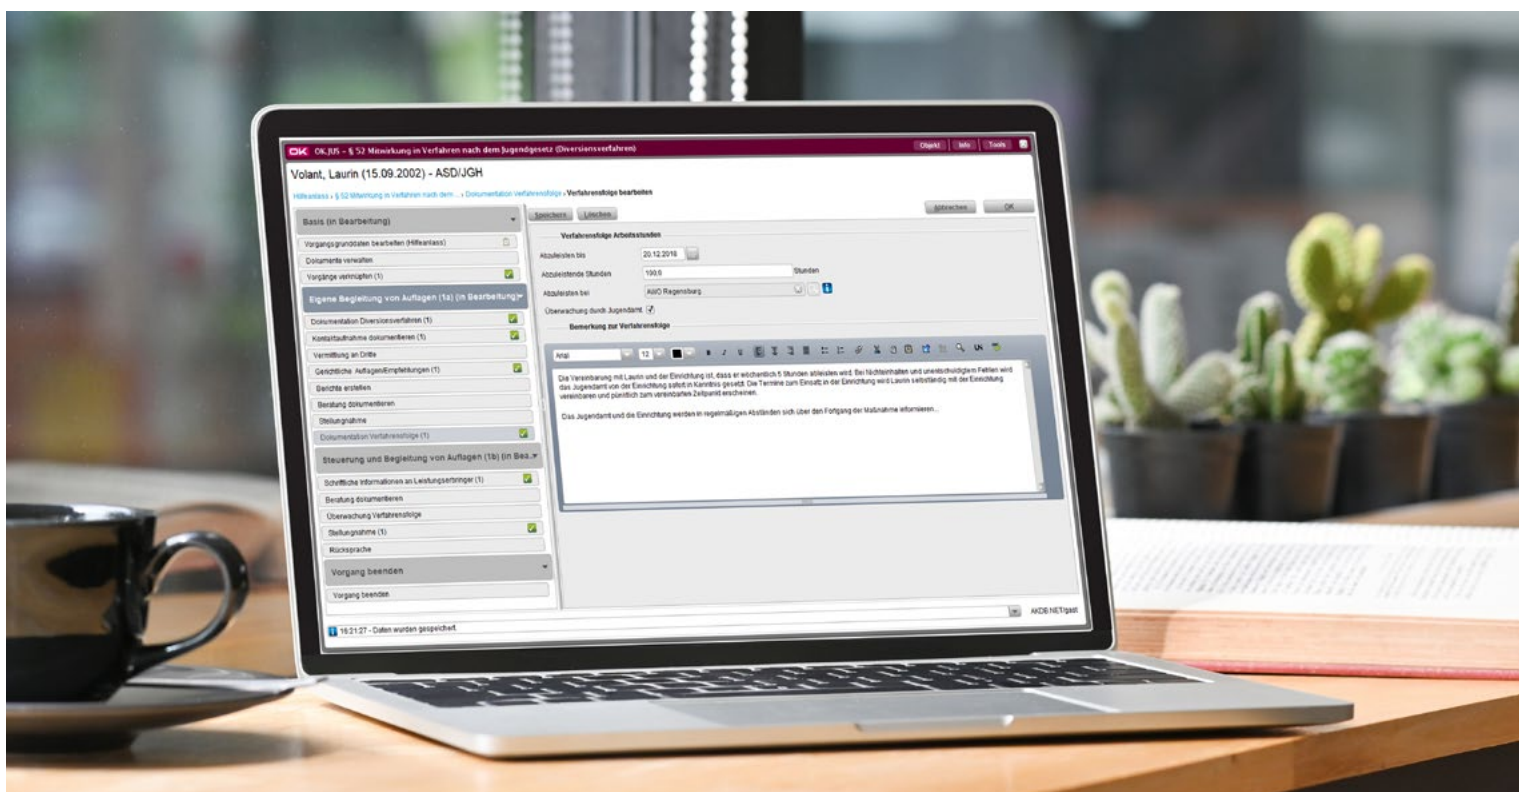 OK OK.JUS – § 52 Mitwirkung in Verfahren nach dem Jugendgesetz (Diversionsverfahren) Objekt Info Tools
Volant, Laurin (15.09.2002) - ASD/JGH
Hilfeanlass › § 52 Mitwirkung in Verfahren nach dem ... › Dokumentation Verfahrensfolge › Verfahrensfolge bearbeiten
Abbrechen OK
Basis (in Bearbeitung)
Vorgangsgrunddaten bearbeiten (Hilfeanlass)
Dokumente verwalten
Vorgänge verknüpfen (1)
Eigene Begleitung von Auflagen (1a) (in Bearbeitung)
Dokumentation Diversionsverfahren (1)
Kontaktaufnahme dokumentieren (1)
Vermittlung an Dritte
Gerichtliche Auflagen/Empfehlungen (1)
Berichte erstellen
Beratung dokumentieren
Stellungnahme
Dokumentation Verfahrensfolge (1)
Steuerung und Begleitung von Auflagen (1b) (in Bea..
Schriftliche Informationen an Leistungserbringer (1)
Beratung dokumentieren
Überwachung Verfahrensfolge
Stellungnahme (1)
Rücksprache
Vorgang beenden
Vorgang beenden
Speichern Löschen
Verfahrensfolge Arbeitsstunden
Abzuleisten bis 20.12.2018
Abzuleistende Stunden 100,0 Stunden
Abzuleisten bei AWO Regensburg
Überwachung durch Jugendamt
Bemerkung zur Verfahrensfolge
Arial 12
Die Vereinbarung mit Laurin und der Einrichtung ist, dass er wöchentlich 5 Stunden ableisten wird. Bei Nichteinhalten und unentschuldigtem Fehlen wird
das Jugendamt von der Einrichtung sofort in Kenntnis gesetzt. Die Termine zum Einsatz in der Einrichtung wird Laurin selbständig mit der Einrichtung
vereinbaren und pünktlich zum vereinbarten Zeitpunkt erscheinen.
Das Jugendamt und die Einrichtung werden in regelmäßigen Abständen sich über den Fortgang der Maßnahme informieren...
16:21:27 - Daten wurden gespeichert.
AKDB.NET/gast